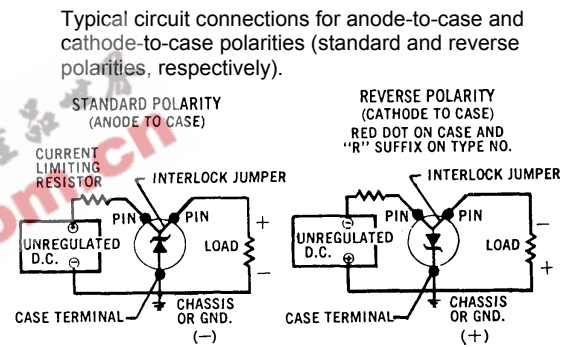 Typical circuit connections for anode-to-case and
cathode-to-case polarities (standard and reverse
polarities, respectively).
STANDARD POLARITY
(ANODE TO CASE)
CURRENT
LIMITING
RESISTOR
INTERLOCK JUMPER
PIN
PIN
+
UNREGULATED
D.C.
LOAD
−
CASE TERMINAL
CHASSIS
OR GND.
(−)
REVERSE POLARITY
(CATHODE TO CASE)
RED DOT ON CASE AND
"R" SUFFIX ON TYPE NO.
INTERLOCK JUMPER
PIN
PIN
−
UNREGULATED
D.C.
LOAD
+
CASE TERMINAL
CHASSIS
OR GND.
(+)
om.cn